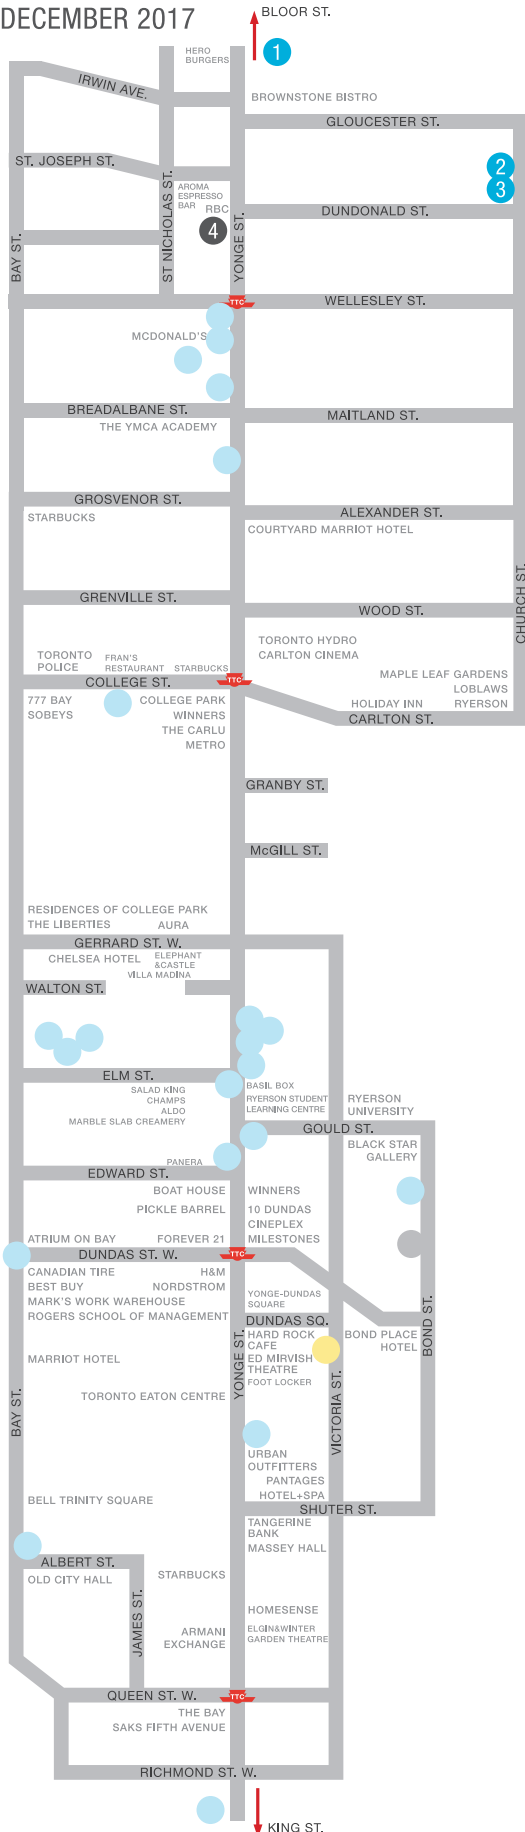 DECEMBER 2017
BLOOR ST.
HERO
BURGERS
1
IRWIN AVE.
BROWNSTONE BISTRO
GLOUCESTER ST.
ST. JOSEPH ST.
2
3
AROMA
ESPRESSO
BAR
RBC
ST NICHOLAS ST.
4
YONGE ST.
DUNDONALD ST.
BAY ST.
TTC
WELLESLEY ST.
MCDONALD'S
BREADALBANE ST.
MAITLAND ST.
THE YMCA ACADEMY
GROSVENOR ST.
STARBUCKS
ALEXANDER ST.
COURTYARD MARRIOT HOTEL
CHURCH ST.
GRENVILLE ST.
WOOD ST.
TORONTO HYDRO
CARLTON CINEMA
TORONTO
POLICE
FRAN'S
RESTAURANT
STARBUCKS
COLLEGE ST.
TTC
MAPLE LEAF GARDENS
LOBLAWS
HOLIDAY INN
RYERSON
CARLTON ST.
777 BAY
SOBEYS
COLLEGE PARK
WINNERS
THE CARLU
METRO
GRANBY ST.
McGILL ST.
RESIDENCES OF COLLEGE PARK
THE LIBERTIES
AURA
GERRARD ST. W.
CHELSEA HOTEL
ELEPHANT
&CASTLE
VILLA MADINA
WALTON ST.
ELM ST.
SALAD KING
CHAMPS
ALDO
MARBLE SLAB CREAMERY
BASIL BOX
RYERSON STUDENT
LEARNING CENTRE
RYERSON
UNIVERSITY
GOULD ST.
BLACK STAR
GALLERY
PANERA
EDWARD ST.
BOAT HOUSE
PICKLE BARREL
WINNERS
10 DUNDAS
CINEPLEX
MILESTONES
ATRIUM ON BAY
FOREVER 21
DUNDAS ST. W.
TTC
CANADIAN TIRE
H&M
BEST BUY
NORDSTROM
MARK'S WORK WAREHOUSE
ROGERS SCHOOL OF MANAGEMENT
YONGE-DUNDAS
SQUARE
DUNDAS SQ.
HARD ROCK
CAFE
ED MIRVISH
THEATRE
FOOT LOCKER
BOND PLACE
HOTEL
BOND ST.
YONGE ST.
VICTORIA ST.
BAY ST.
MARRIOT HOTEL
TORONTO EATON CENTRE
URBAN
OUTFITTERS
PANTAGES
HOTEL+SPA
BELL TRINITY SQUARE
SHUTER ST.
TANGERINE
BANK
MASSEY HALL
ALBERT ST.
OLD CITY HALL
STARBUCKS
JAMES ST.
HOMESENSE
ARMANI
EXCHANGE
ELGIN&WINTER
GARDEN THEATRE
QUEEN ST. W.
TTC
THE BAY
SAKS FIFTH AVENUE
RICHMOND ST. W.
KING ST.